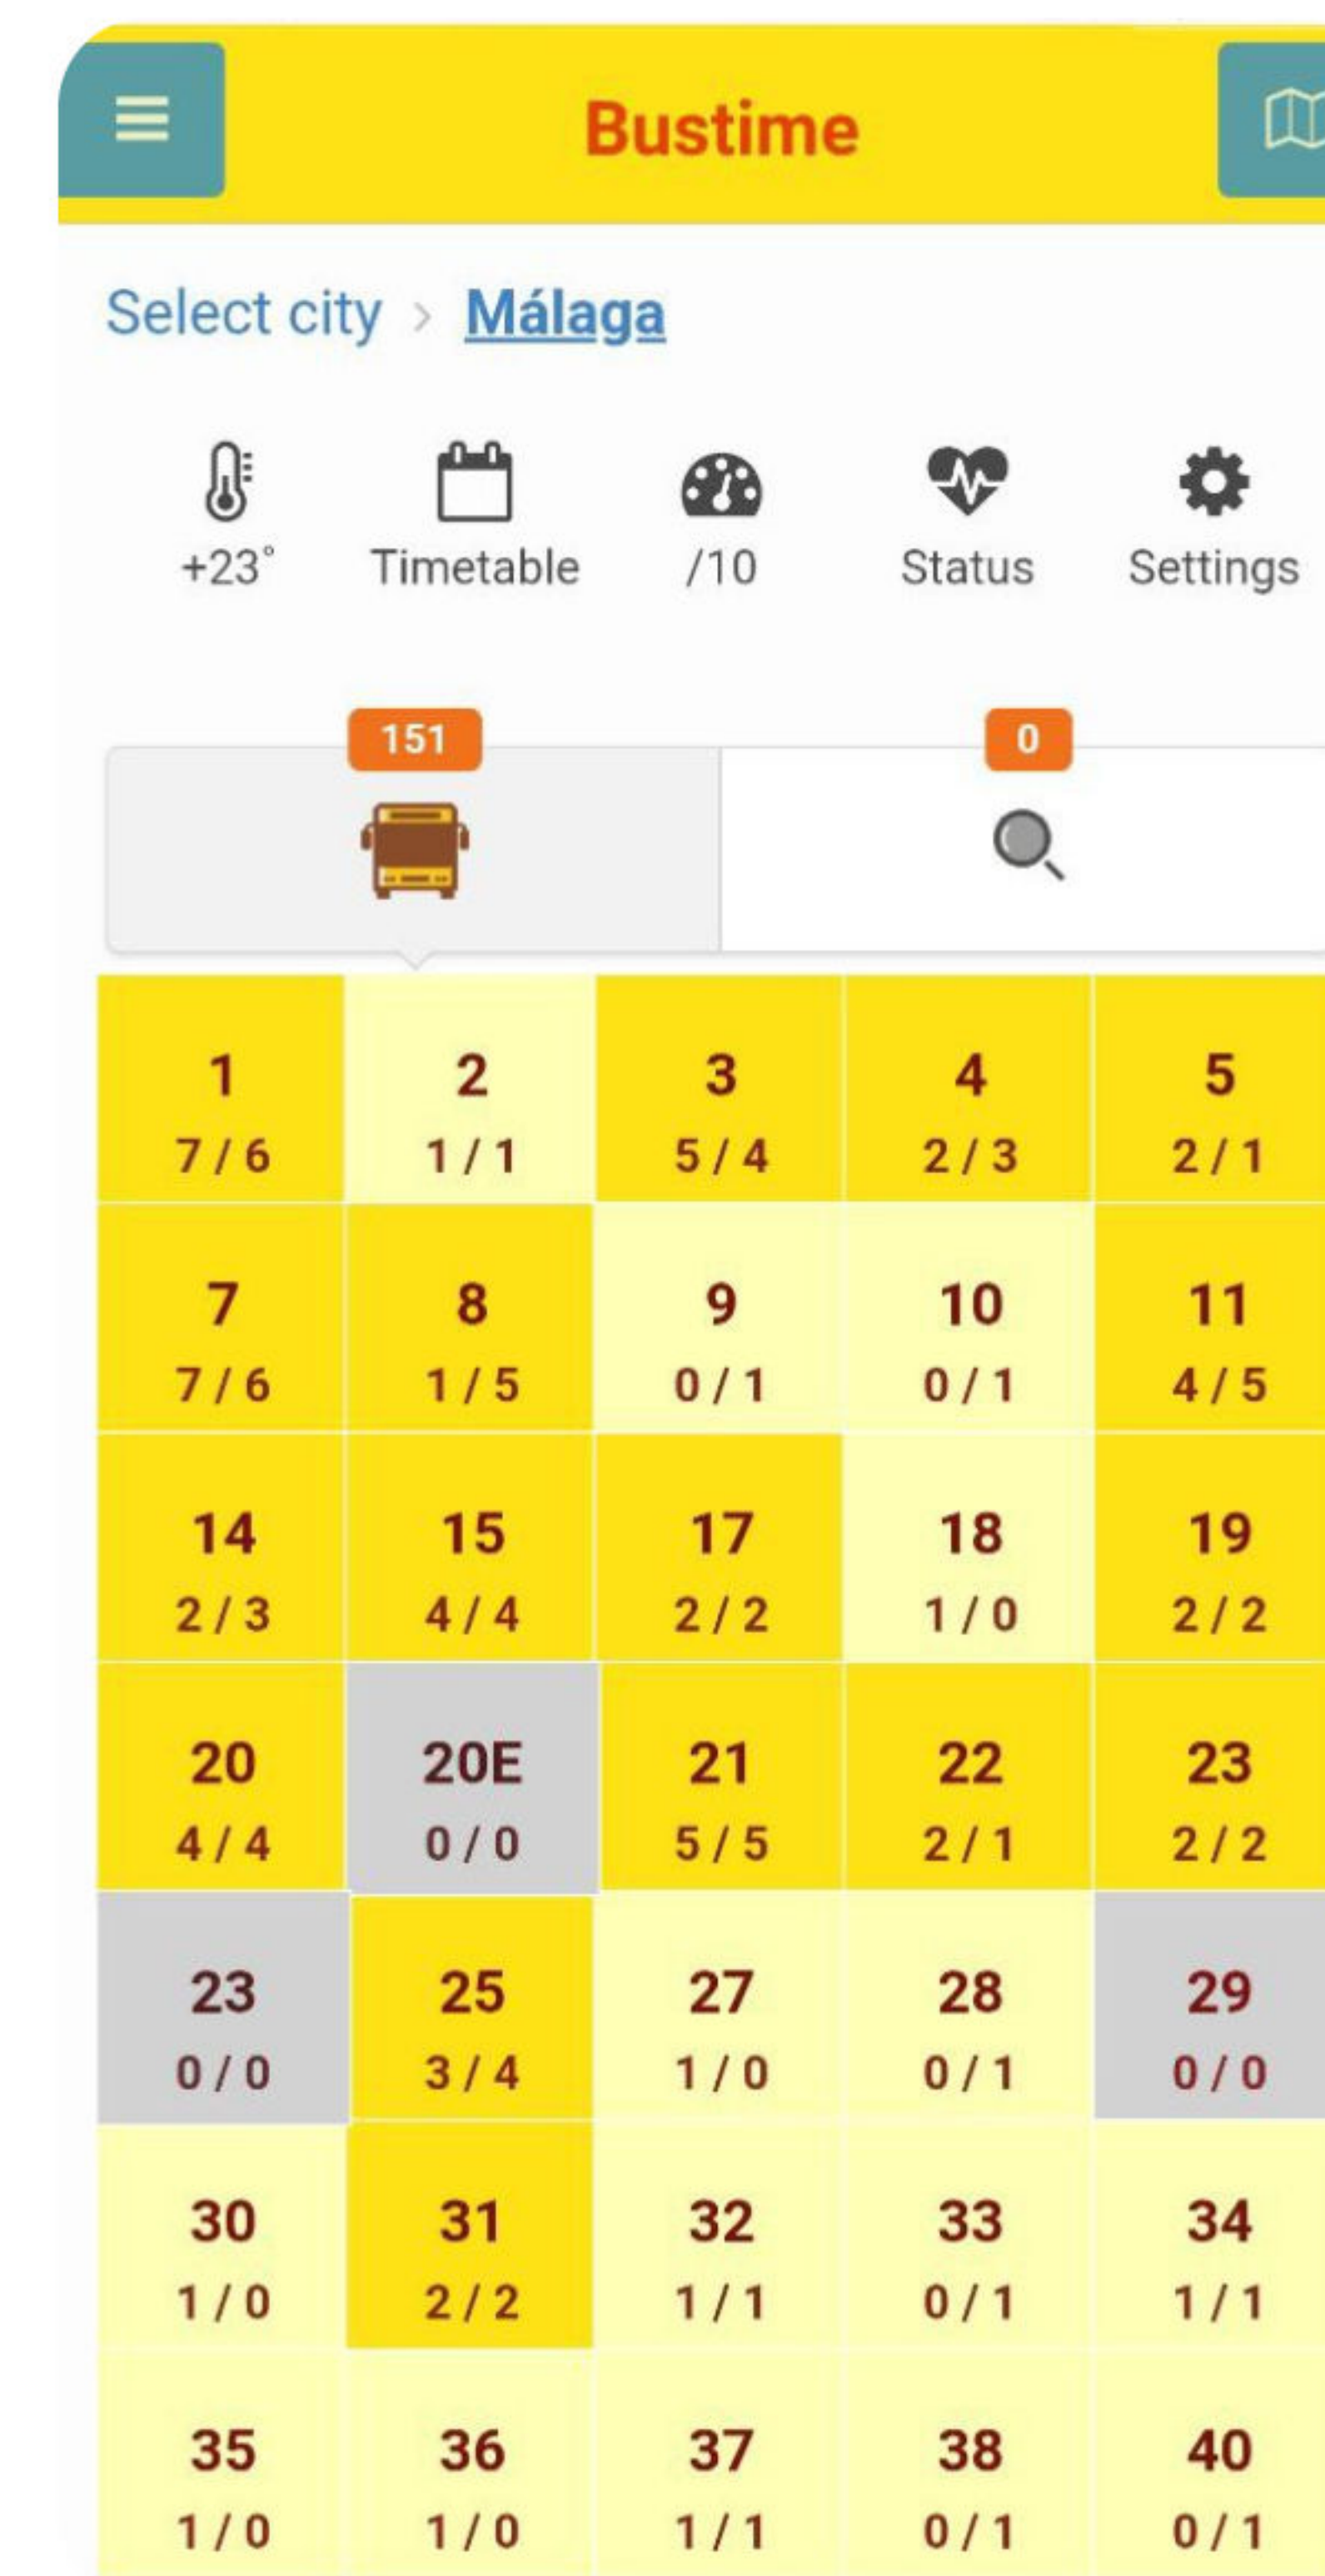 Bustime
Select city › Málaga
+23° Timetable /10 Status Settings
151 0
1 2 3 4 5
7 / 6 1 / 1 5 / 4 2 / 3 2 / 1
7 8 9 10 11
7 / 6 1 / 5 0 / 1 0 / 1 4 / 5
14 15 17 18 19
2 / 3 4 / 4 2 / 2 1 / 0 2 / 2
20 20E 21 22 23
4 / 4 0 / 0 5 / 5 2 / 1 2 / 2
23 25 27 28 29
0 / 0 3 / 4 1 / 0 0 / 1 0 / 0
30 31 32 33 34
1 / 0 2 / 2 1 / 1 0 / 1 1 / 1
35 36 37 38 40
1 / 0 1 / 0 1 / 1 0 / 1 0 / 1